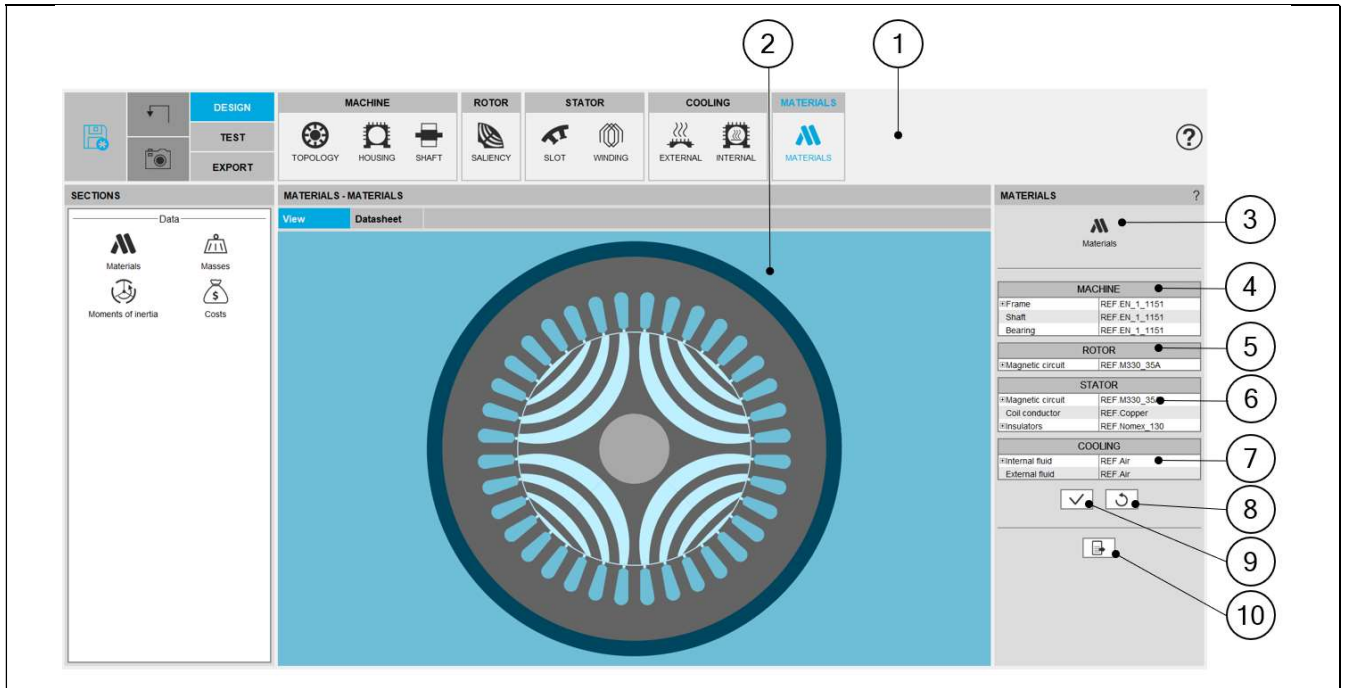 2
1
DESIGN
TEST
EXPORT
MACHINE
TOPOLOGY HOUSING SHAFT
ROTOR
SALIENCY
STATOR
SLOT WINDING
COOLING
EXTERNAL INTERNAL
MATERIALS
MATERIALS
?
SECTIONS
Data
Materials Masses
Moments of inertia Costs
$
MATERIALS - MATERIALS
View Datasheet
MATERIALS ?
Materials
3
MACHINE
4
Frame REF.EN_1_1151
Shaft REF.EN_1_1151
Bearing REF.EN_1_1151
ROTOR
5
Magnetic circuit REF.M330_35A
STATOR
Magnetic circuit REF.M330_35A
6
Coil conductor REF.Copper
Insulators REF.Nomex_130
COOLING
Internal fluid REF.Air
7
External fluid REF.Air
8
9
10